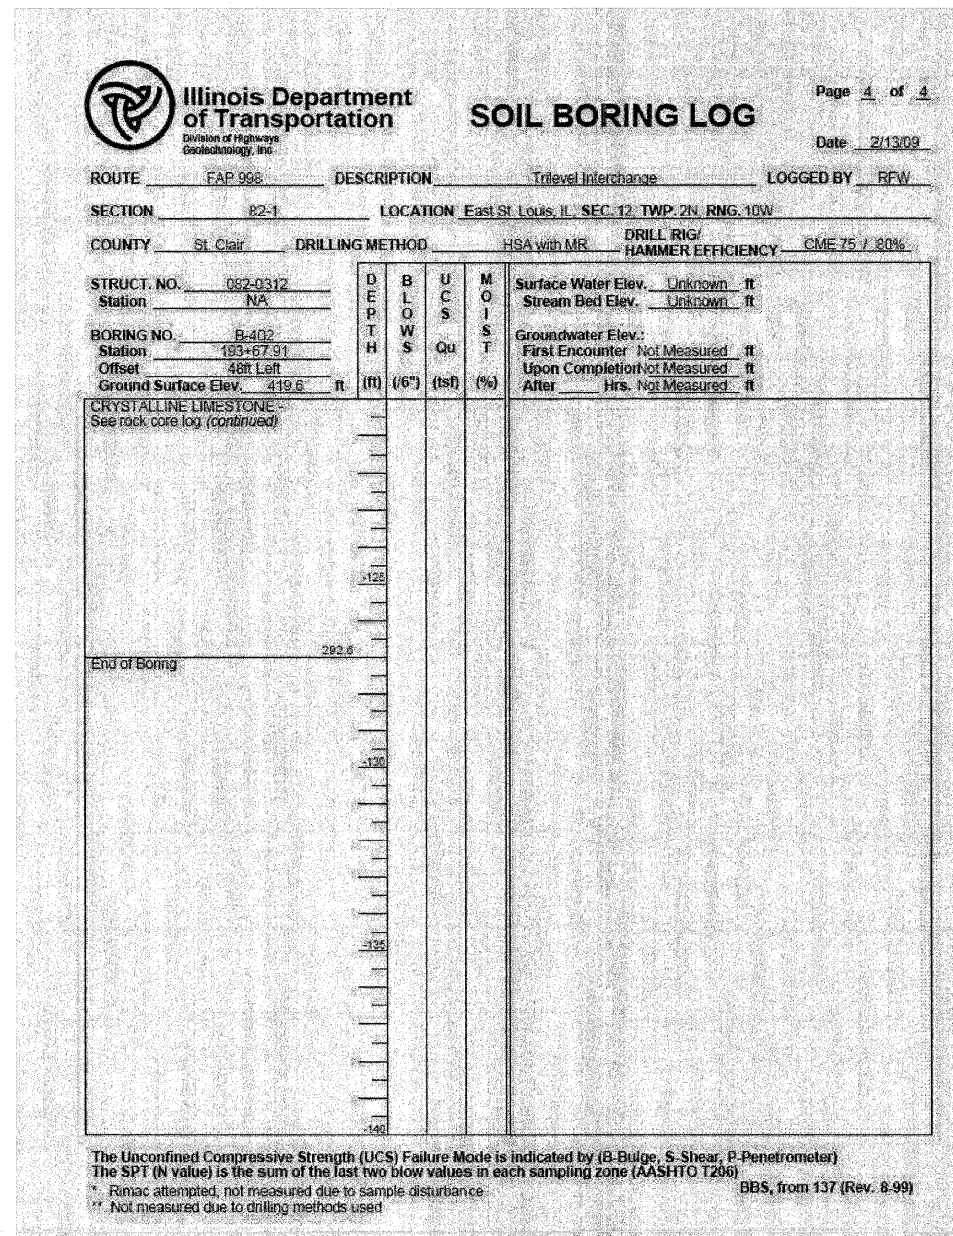 Illinois Department
of Transportation
Division of Highways
Geotechnology, Inc
SOIL BORING LOG
Page 4 of 4
Date 2/13/09
ROUTE FAP 998 DESCRIPTION Trilevel Interchange LOGGED BY RFW
SECTION 82-1 LOCATION East St. Louis, IL, SEC. 12, TWP. 2N, RNG. 10W
COUNTY St. Clair DRILLING METHOD HSA with MR DRILL RIG/
HAMMER EFFICIENCY CME 75 / 80%
STRUCT. NO. 082-0312
Station NA
BORING NO. B-402
Station 193+67.91
Offset 48ft Left
Ground Surface Elev. 419.6 ft
DEPTH (ft)
BLOWS (/6")
UCS Qu (tsf)
MOIST (%)
Surface Water Elev. Unknown ft
Stream Bed Elev. Unknown ft
Groundwater Elev.:
First Encounter Not Measured ft
Upon Completion Not Measured ft
After Hrs. Not Measured ft
CRYSTALLINE LIMESTONE -
See rock core log (continued)
-125
292.6
End of Boring
-130
-135
-140
The Unconfined Compressive Strength (UCS) Failure Mode is indicated by (B-Bulge, S-Shear, P-Penetrometer)
The SPT (N value) is the sum of the last two blow values in each sampling zone (AASHTO T206)
* Rimac attempted, not measured due to sample disturbance
** Not measured due to drilling methods used
BBS, from 137 (Rev. 8-99)